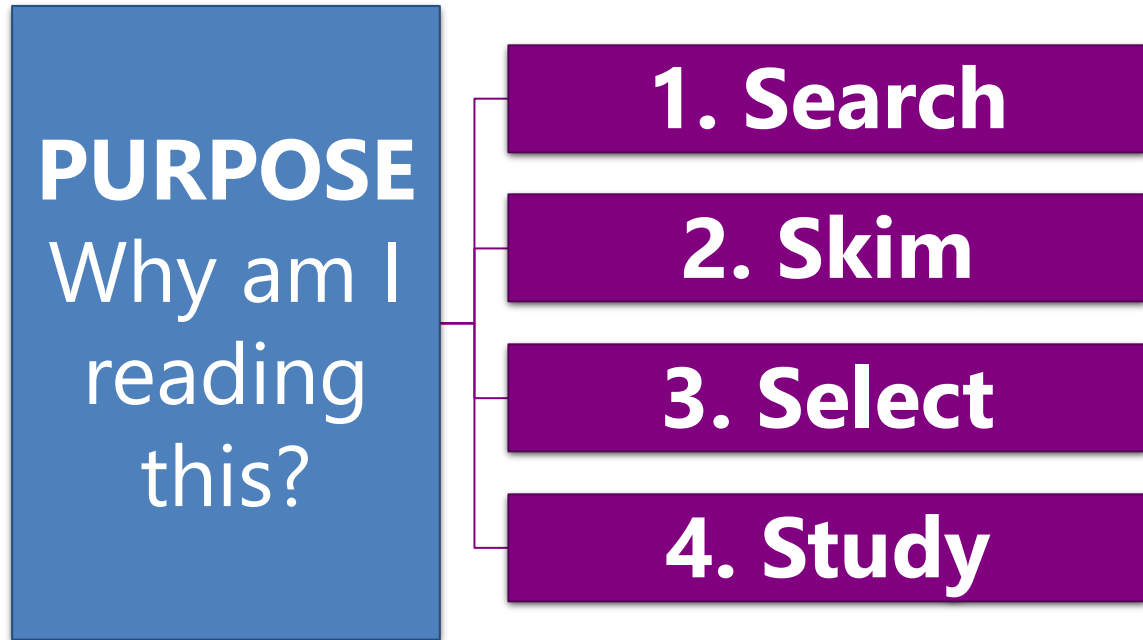 PURPOSE
Why am I
reading
this?
1. Search
2. Skim
3. Select
4. Study